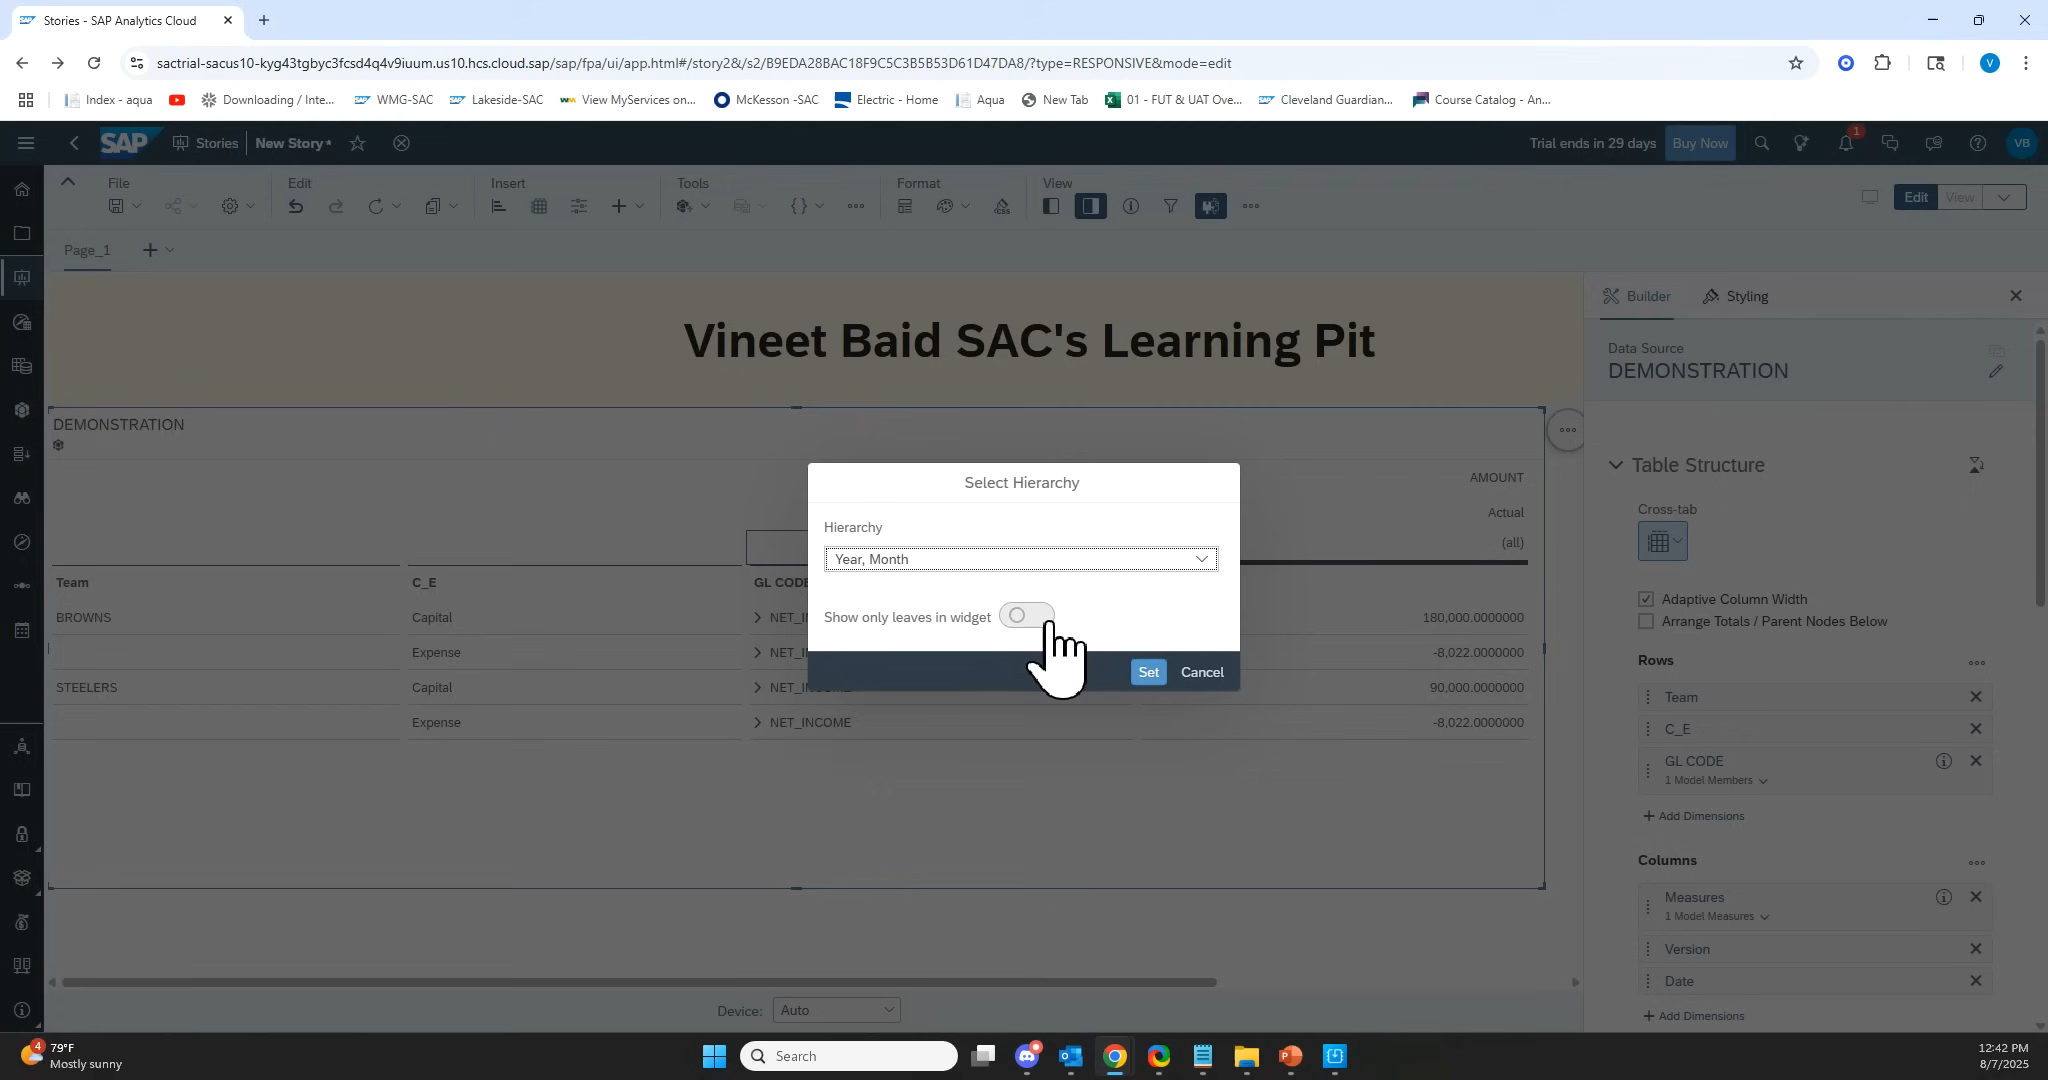 Stories - SAP Analytics Cloud
sactrial-sacus10-kyg43tgbyc3fcsd4q4v9iuum.us10.hcs.cloud.sap/sap/fpa/ui/app.html#/story2&/s2/B9EDA28BAC18F9C5C3B5B53D61D47DA8/?type=RESPONSIVE&mode=edit
V
Index - aqua
Downloading / Inte...
WMG-SAC
Lakeside-SAC
View MyServices on...
McKesson -SAC
Electric - Home
Aqua
New Tab
01 - FUT & UAT Ove...
Cleveland Guardian...
Course Catalog - An...
SAP
Stories
New Story*
Trial ends in 29 days
Buy Now
1
VB
File
Edit
Insert
Tools
Format
View
CSS
Edit
View
Page_1
Vineet Baid SAC's Learning Pit
DEMONSTRATION
AMOUNT
Actual
(all)
Team
C_E
GL CODE
BROWNS
Capital
NET_I
180,000.0000000
Expense
NET_I
-8,022.0000000
STEELERS
Capital
90,000.0000000
Expense
NET_INCOME
-8,022.0000000
Select Hierarchy
Hierarchy
Year, Month
Show only leaves in widget
Set
Cancel
Builder
Styling
Data Source
DEMONSTRATION
Table Structure
Cross-tab
Adaptive Column Width
Arrange Totals / Parent Nodes Below
Rows
Team
C_E
GL CODE
1 Model Members
+ Add Dimensions
Columns
Measures
1 Model Measures
Version
Date
+ Add Dimensions
Device:
Auto
4
79°F
Mostly sunny
Search
12:42 PM
8/7/2025